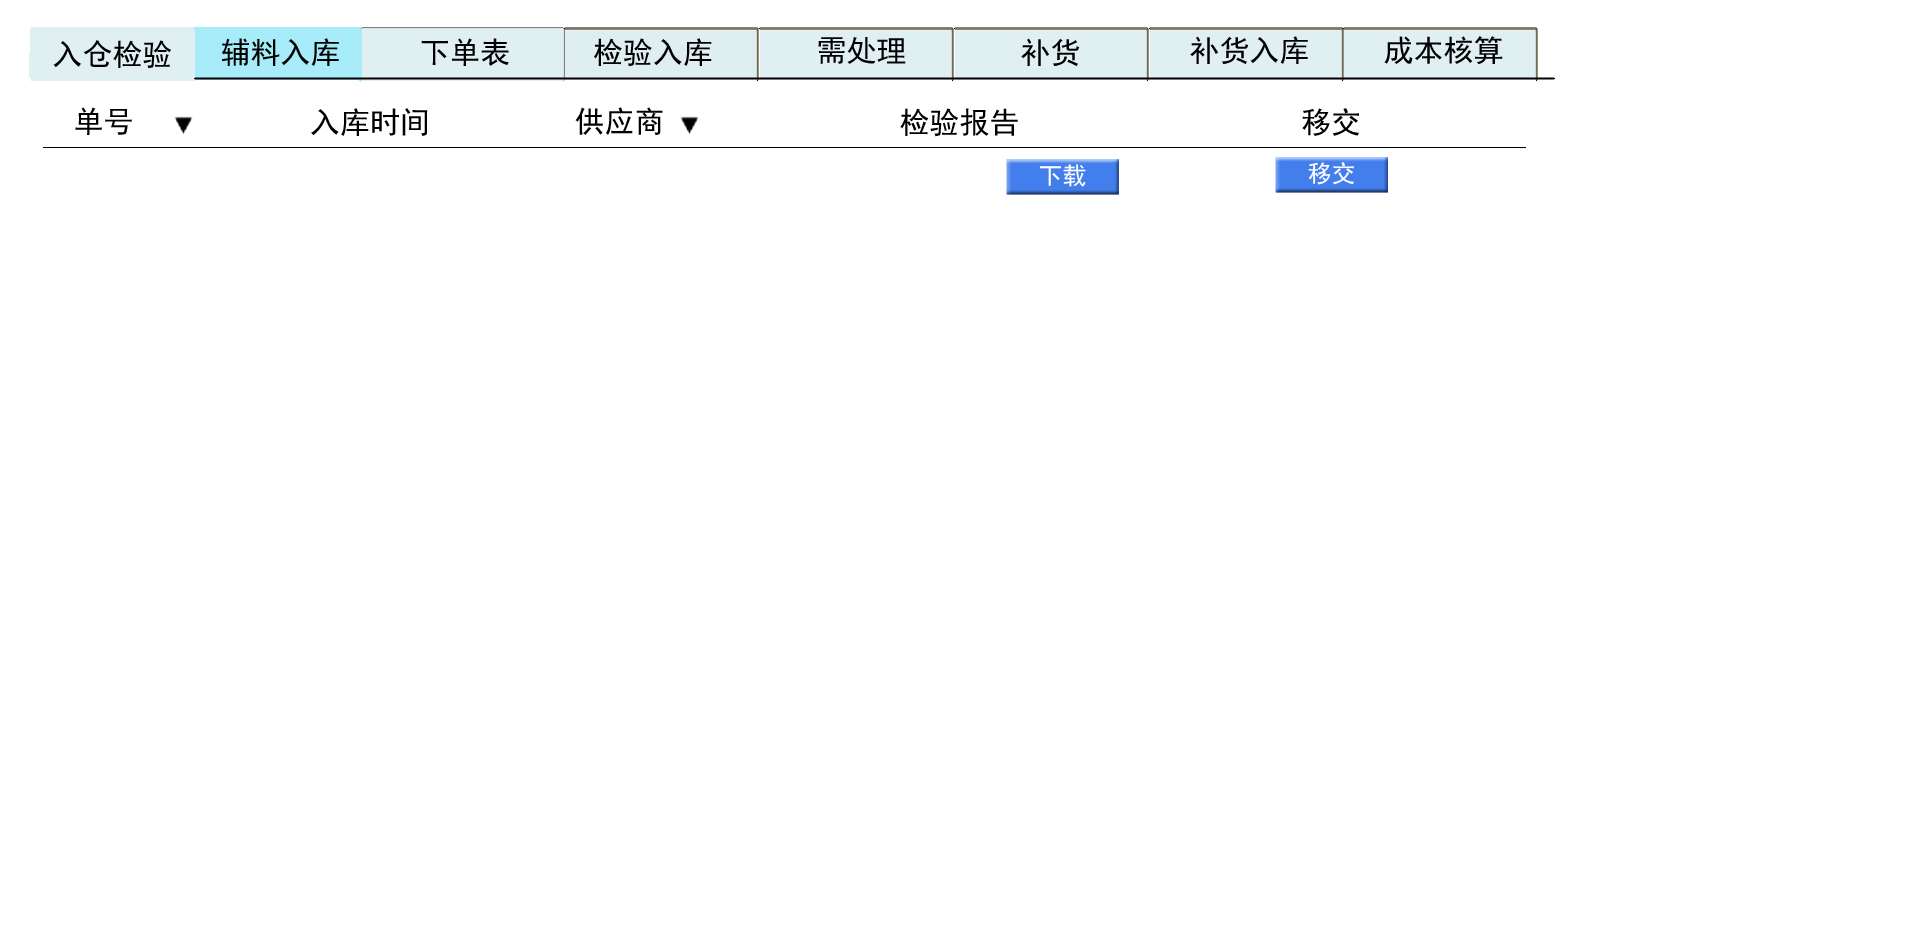 入仓检验 辅料入库 下单表 检验入库 需处理 补货 补货入库 成本核算
单号 ▼ 入库时间 供应商 ▼ 检验报告 移交
下载 移交